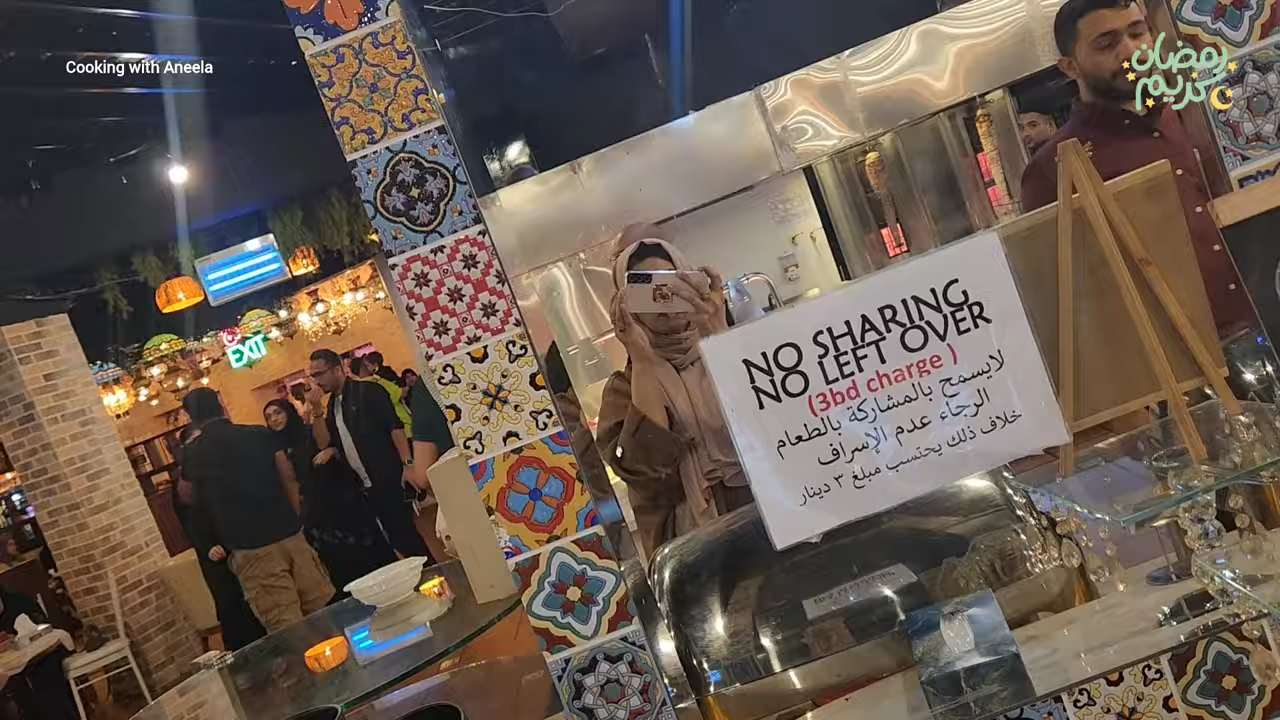 Cooking with Aneela
رمضان
كريم
EXIT
NO SHARING
NO LEFT OVER
(3bd charge )
لايسمح بالمشاركة بالطعام
الرجاء عدم الإسراف
خلاف ذلك يحتسب مبلغ ٣ دينار